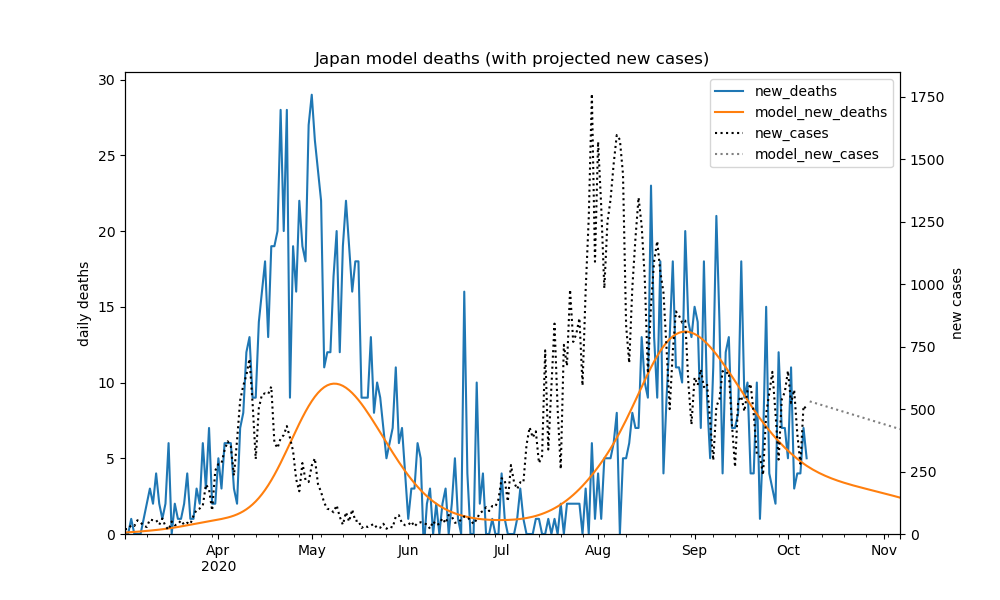 Japan model deaths (with projected new cases)
30
25
20
15
10
5
0
daily deaths
1750
1500
1250
1000
750
500
250
0
new cases
new_deaths
model_new_deaths
new_cases
model_new_cases
Apr
2020
May
Jun
Jul
Aug
Sep
Oct
Nov